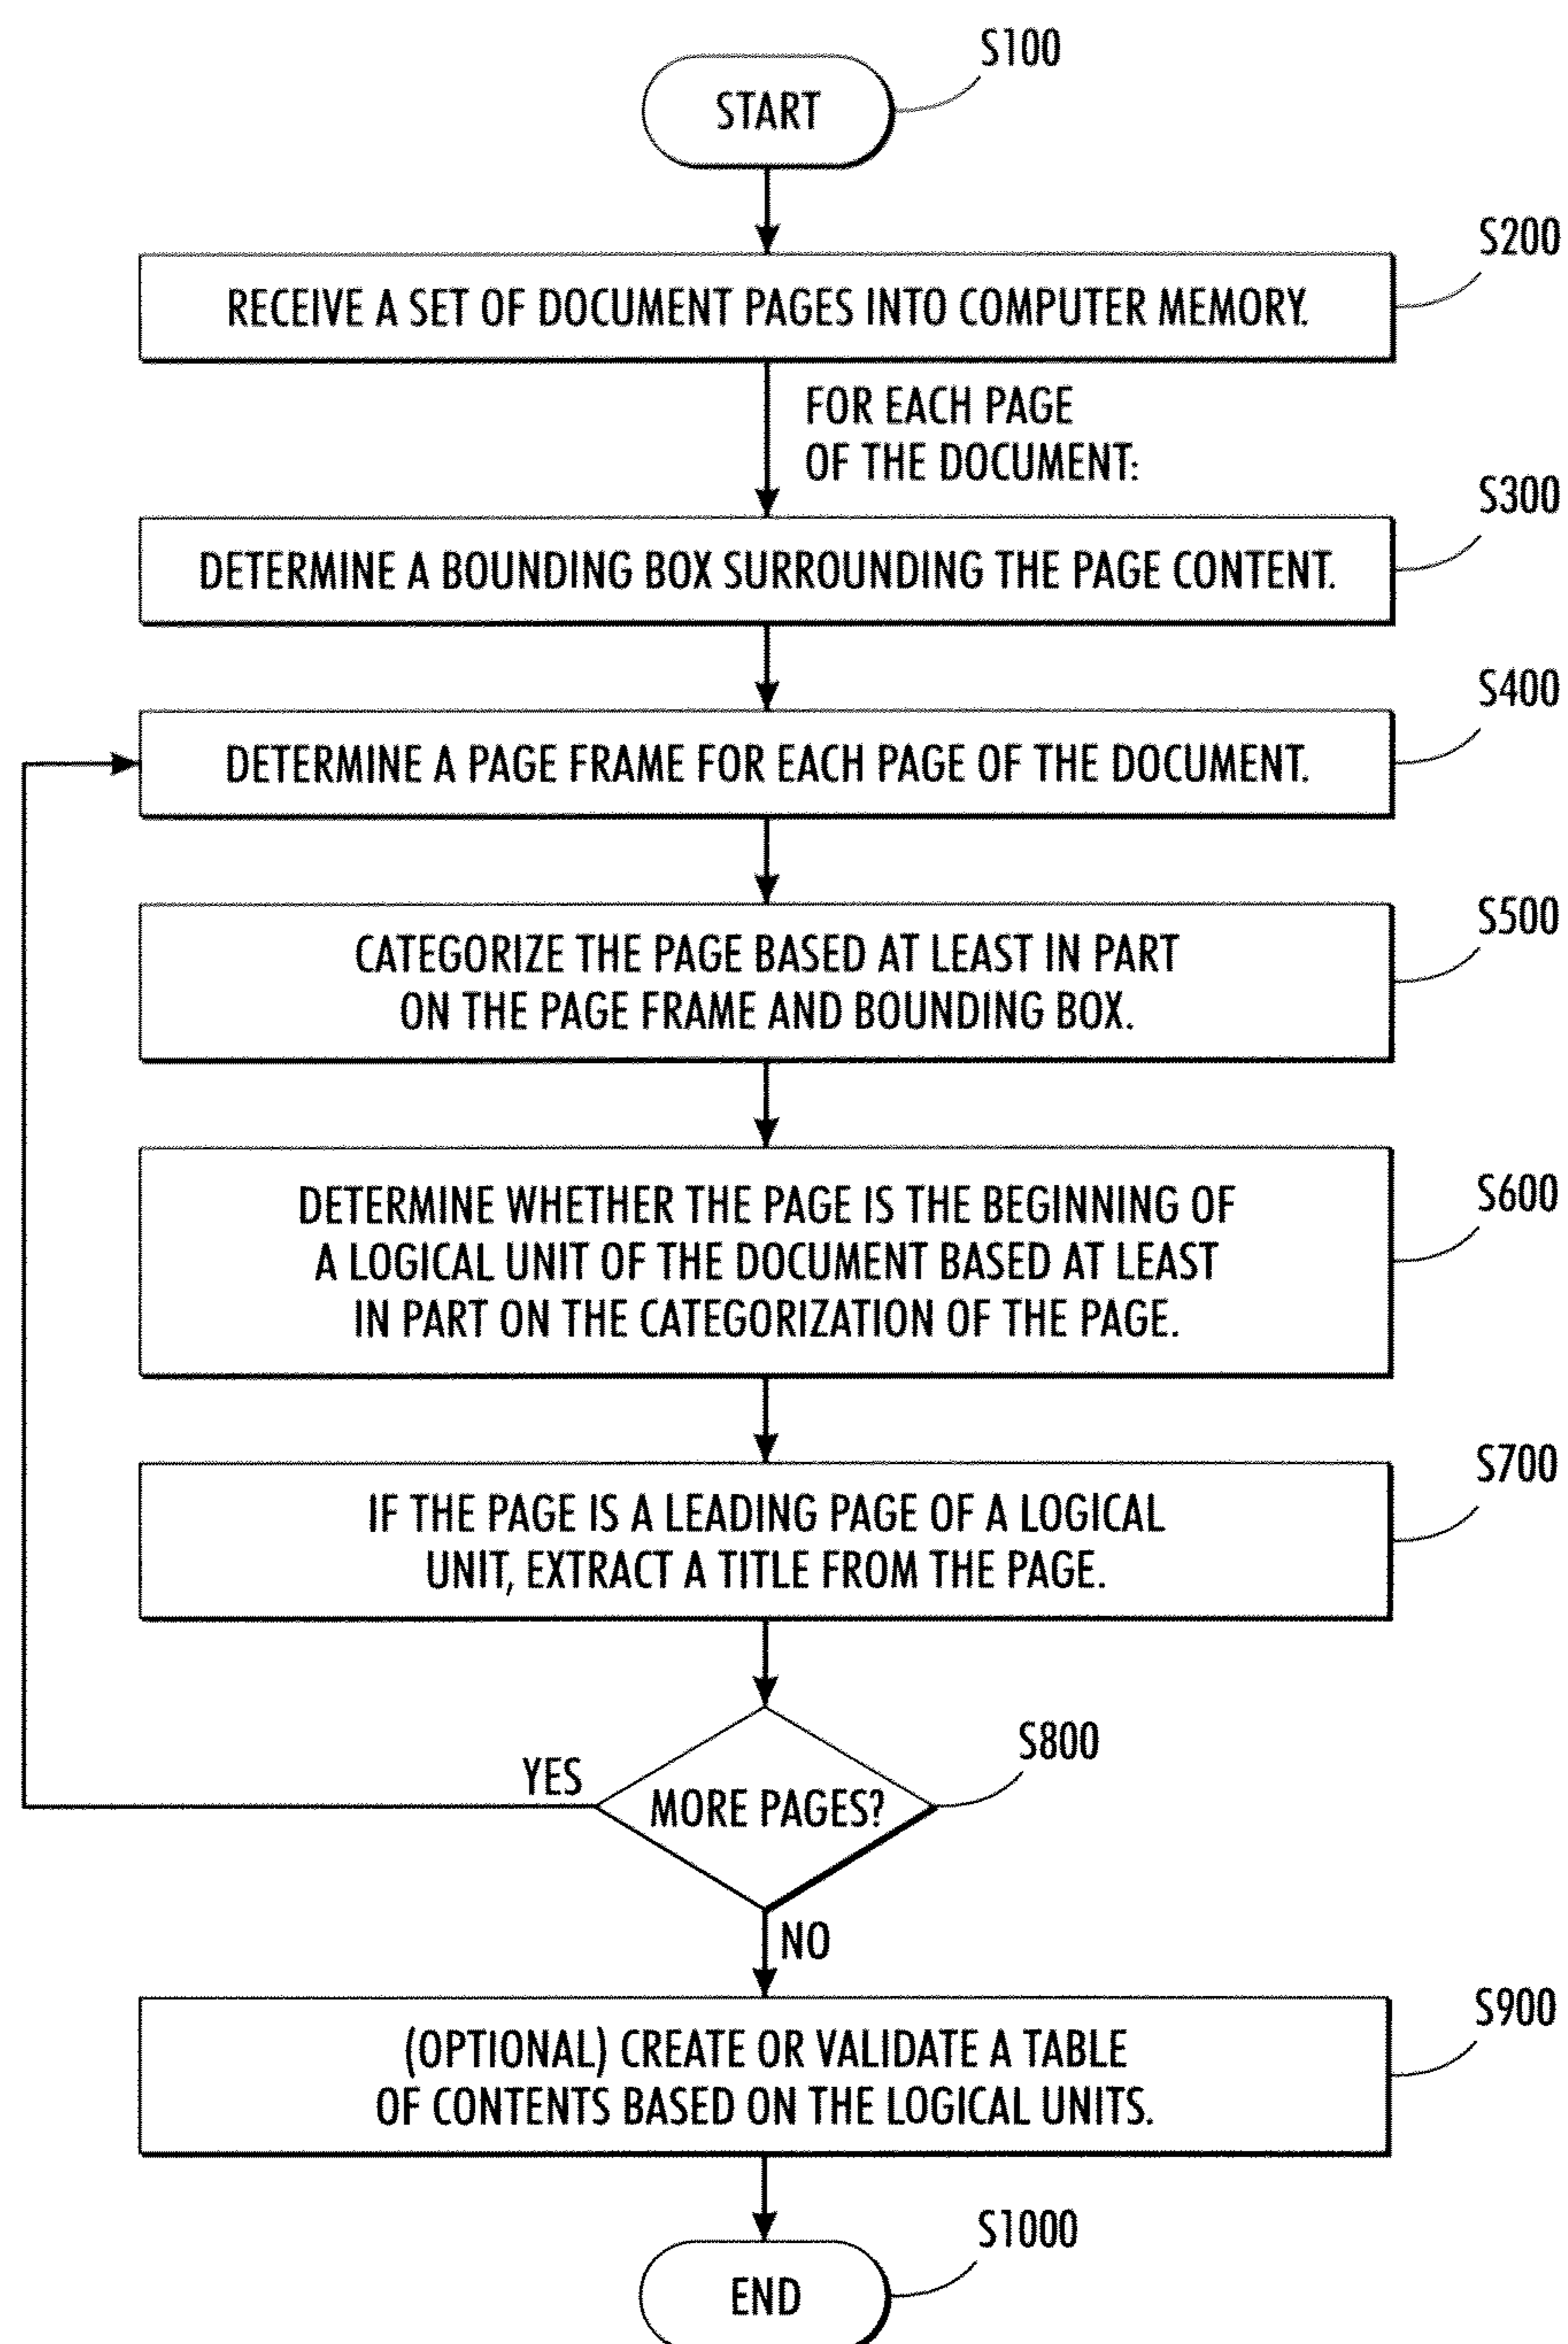 S100
START
S200
RECEIVE A SET OF DOCUMENT PAGES INTO COMPUTER MEMORY.
FOR EACH PAGE
OF THE DOCUMENT:
S300
DETERMINE A BOUNDING BOX SURROUNDING THE PAGE CONTENT.
S400
DETERMINE A PAGE FRAME FOR EACH PAGE OF THE DOCUMENT.
S500
CATEGORIZE THE PAGE BASED AT LEAST IN PART
ON THE PAGE FRAME AND BOUNDING BOX.
S600
DETERMINE WHETHER THE PAGE IS THE BEGINNING OF
A LOGICAL UNIT OF THE DOCUMENT BASED AT LEAST
IN PART ON THE CATEGORIZATION OF THE PAGE.
S700
IF THE PAGE IS A LEADING PAGE OF A LOGICAL
UNIT, EXTRACT A TITLE FROM THE PAGE.
S800
YES
MORE PAGES?
NO
S900
(OPTIONAL) CREATE OR VALIDATE A TABLE
OF CONTENTS BASED ON THE LOGICAL UNITS.
S1000
END